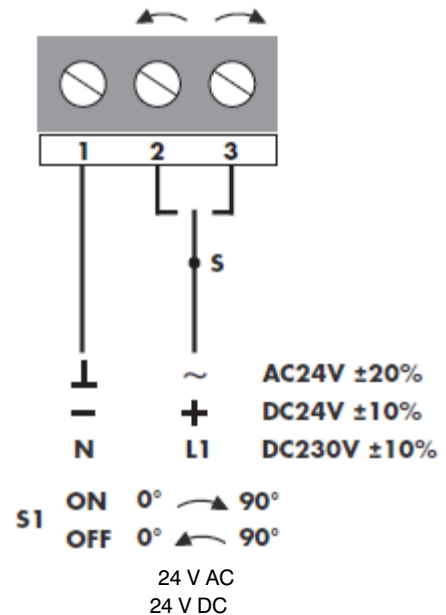 1 2 3
S
~ AC24V ±20%
− + DC24V ±10%
N L1 DC230V ±10%
S1
ON 0° 90°
OFF 0° 90°
24 V AC
24 V DC